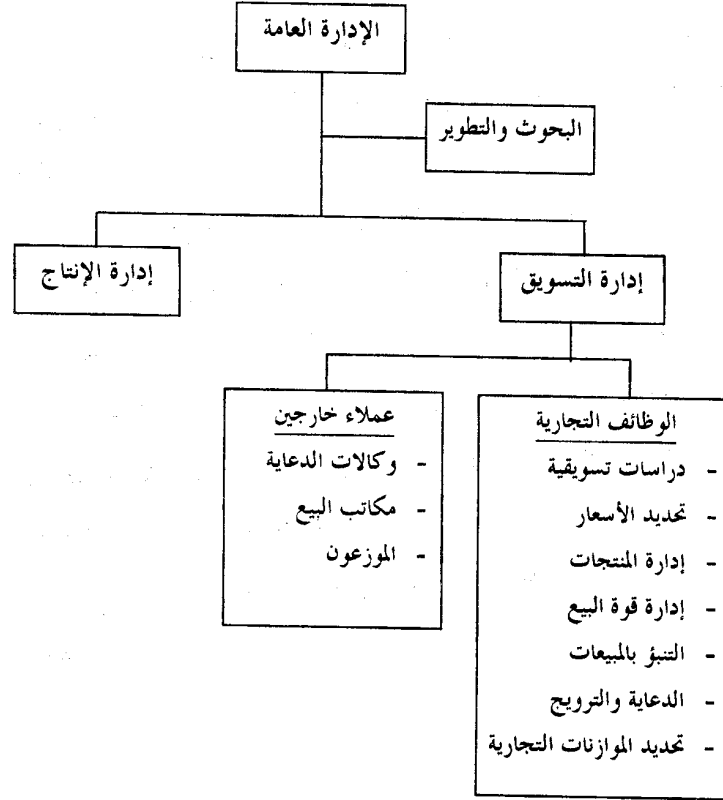 الإدارة العامة
البحوث والتطوير
إدارة التسويق
إدارة الإنتاج
الوظائف التجارية
- دراسات تسويقية
- تحديد الأسعار
- إدارة المنتجات
- إدارة قوة البيع
- التنبؤ بالمبيعات
- الدعاية والترويج
- تحديد الموازنات التجارية
عملاء خارجين
- وكالات الدعاية
- مكاتب البيع
- الموزعون